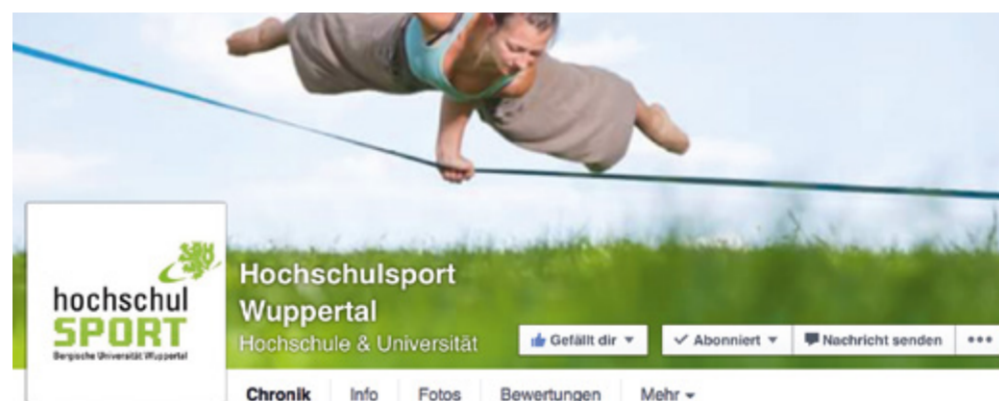 hochschul
SPORT
Bergische Universität Wuppertal
Hochschulsport
Wuppertal
Hochschule & Universität
Gefällt dir
Abonniert
Nachricht senden
Chronik Info Fotos Bewertungen Mehr